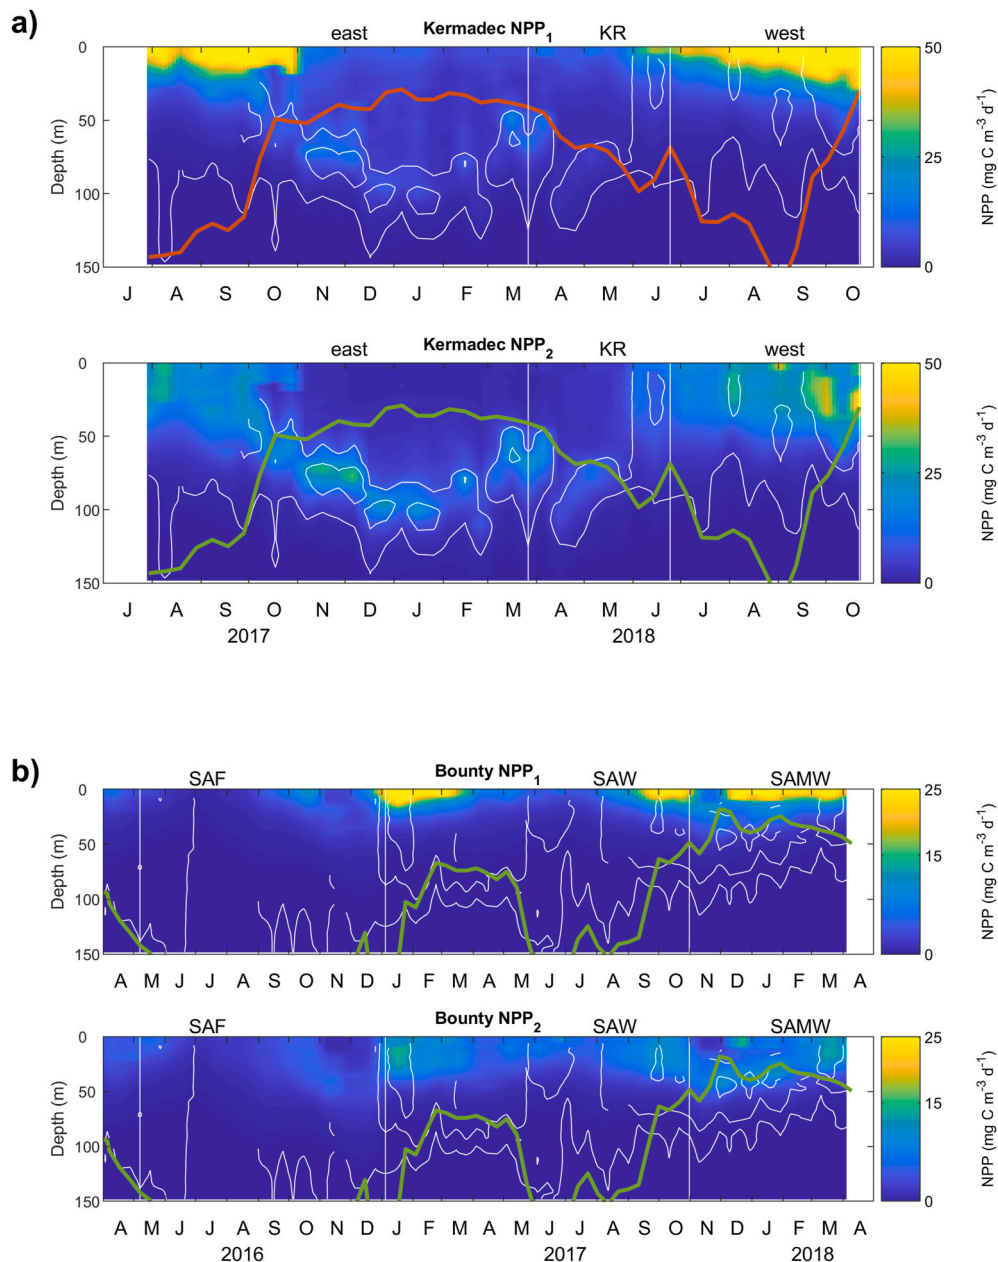 a)
east Kermadec NPP1 KR west
0
50
100
150
Depth (m)
J A S O N D J F M A M J J A S O
50
25
0
NPP (mg C m-3 d-1)
east Kermadec NPP2 KR west
0
50
100
150
Depth (m)
J A S O N D J F M A M J J A S O
2017 2018
50
25
0
NPP (mg C m-3 d-1)
b)
SAF Bounty NPP1 SAW SAMW
0
50
100
150
Depth (m)
A M J J A S O N D J F M A M J J A S O N D J F M A
25
15
0
NPP (mg C m-3 d-1)
SAF Bounty NPP2 SAW SAMW
0
50
100
150
Depth (m)
A M J J A S O N D J F M A M J J A S O N D J F M A
2016 2017 2018
25
15
0
NPP (mg C m-3 d-1)